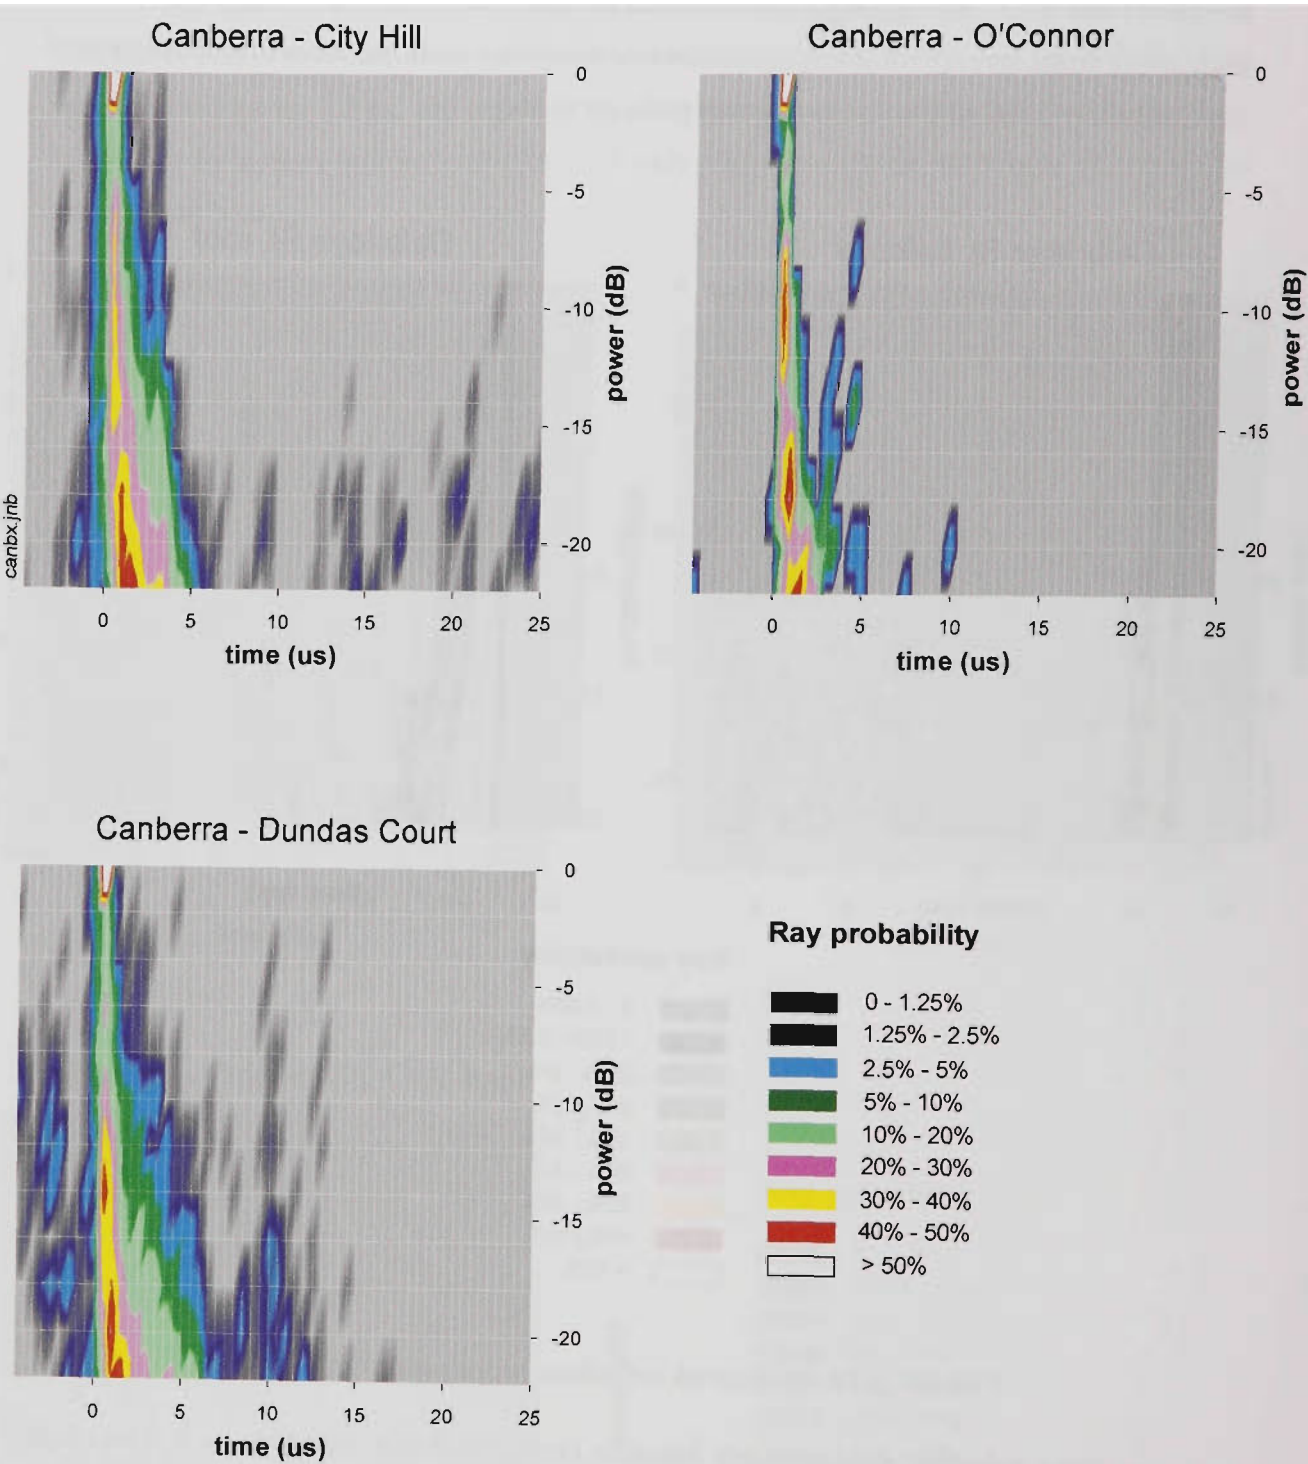 Canberra - City Hill
0
-5
-10
-15
-20
power (dB)
canbx.jnb
0 5 10 15 20 25
time (us)
Canberra - O'Connor
0
-5
-10
-15
-20
power (dB)
0 5 10 15 20 25
time (us)
Canberra - Dundas Court
0
-5
-10
-15
-20
power (dB)
0 5 10 15 20 25
time (us)
Ray probability
0 - 1.25%
1.25% - 2.5%
2.5% - 5%
5% - 10%
10% - 20%
20% - 30%
30% - 40%
40% - 50%
> 50%